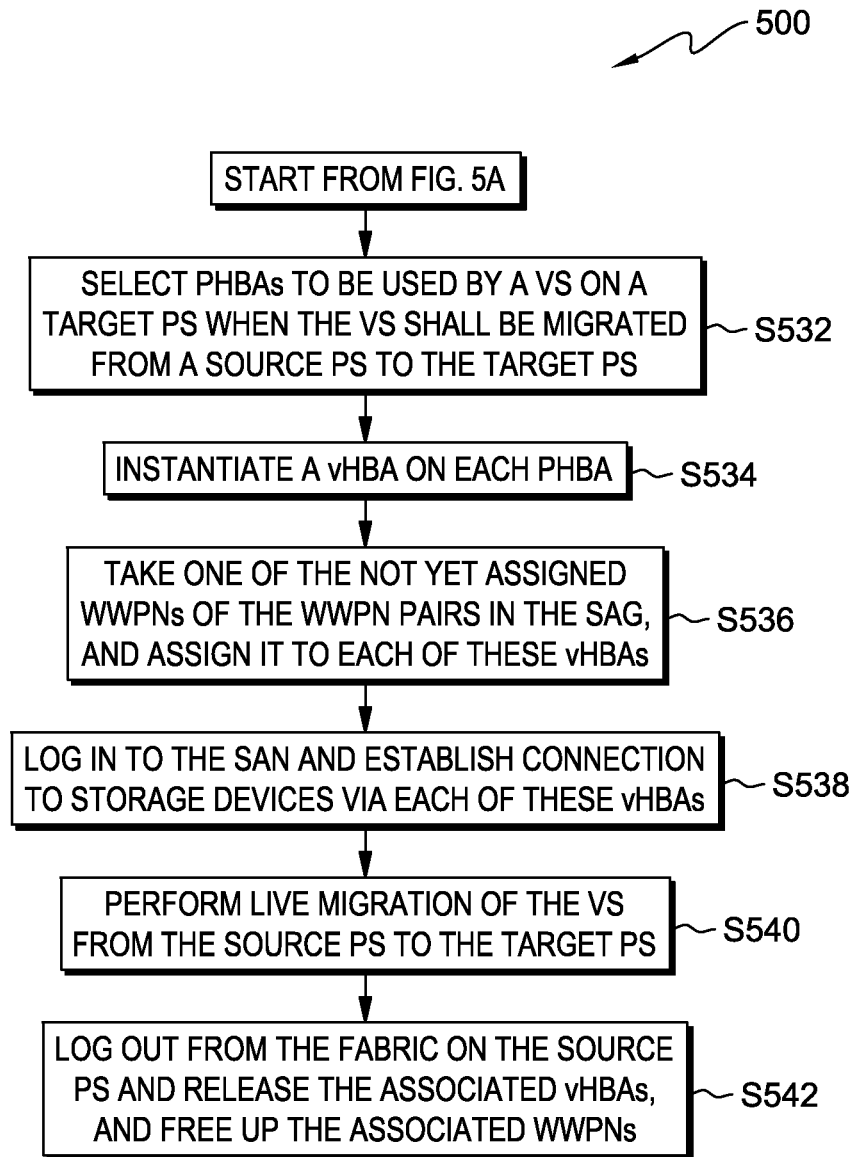 500
START FROM FIG. 5A
SELECT PHBAs TO BE USED BY A VS ON A
TARGET PS WHEN THE VS SHALL BE MIGRATED
FROM A SOURCE PS TO THE TARGET PS
S532
INSTANTIATE A vHBA ON EACH PHBA
S534
TAKE ONE OF THE NOT YET ASSIGNED
WWPNs OF THE WWPN PAIRS IN THE SAG,
AND ASSIGN IT TO EACH OF THESE vHBAs
S536
LOG IN TO THE SAN AND ESTABLISH CONNECTION
TO STORAGE DEVICES VIA EACH OF THESE vHBAs
S538
PERFORM LIVE MIGRATION OF THE VS
FROM THE SOURCE PS TO THE TARGET PS
S540
LOG OUT FROM THE FABRIC ON THE SOURCE
PS AND RELEASE THE ASSOCIATED vHBAs,
AND FREE UP THE ASSOCIATED WWPNs
S542